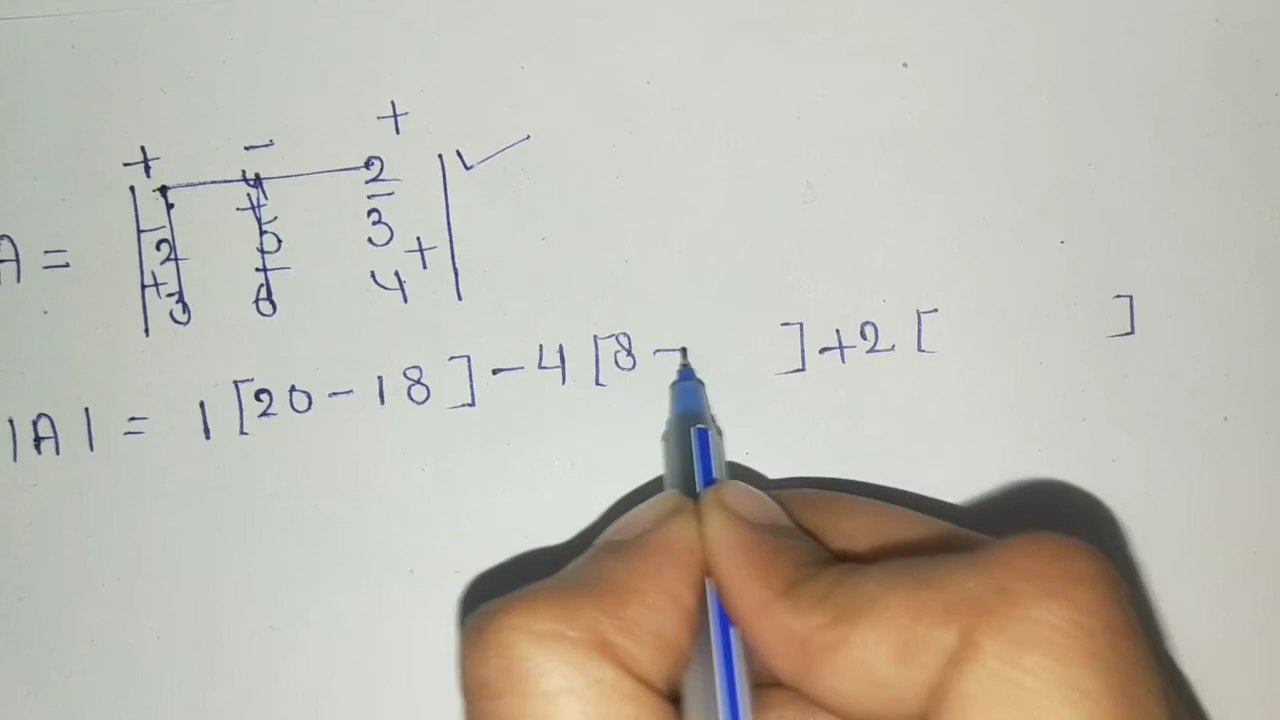 + - +
A = | 1 4 2 | ✓
- 2 + 5 - 3
+ 3 - 6 + 4
|A| = 1 [20 - 18] - 4 [8 - ] + 2 [ ]